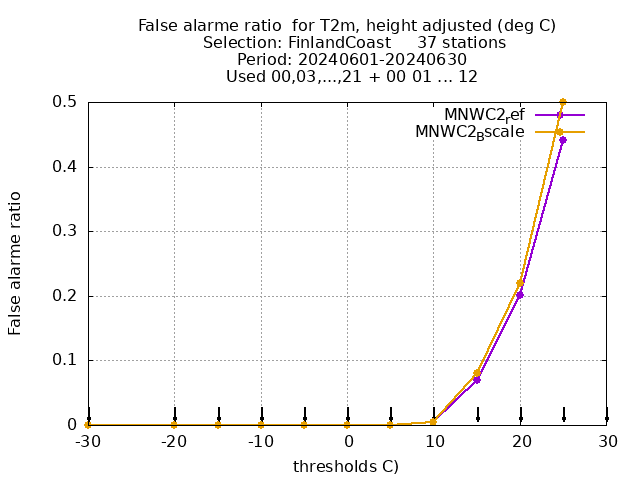 False alarme ratio  for T2m, height adjusted (deg C)
Selection: FinlandCoast     37 stations
Period: 20240601-20240630
Used 00,03,...,21 + 00 01 ... 12
MNWC2ref
MNWC2Bscale
False alarme ratio
0.5
0.4
0.3
0.2
0.1
0
-30 -20 -10 0 10 20 30
thresholds C)